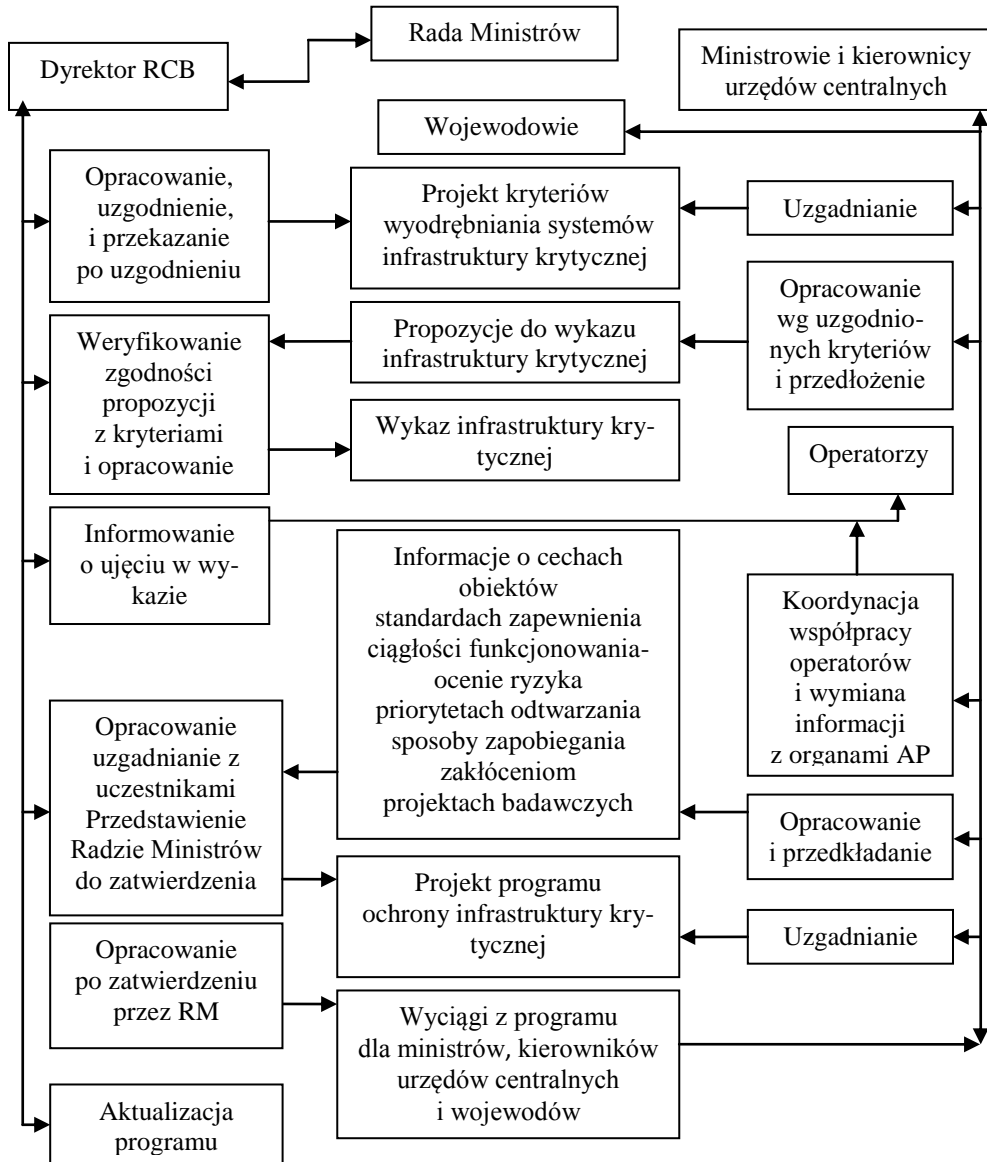 Rada Ministrów
Dyrektor RCB
Ministrowie i kierownicy
urzędów centralnych
Wojewodowie
Opracowanie,
uzgodnienie,
i przekazanie
po uzgodnieniu
Projekt kryteriów
wyodrębniania systemów
infrastruktury krytycznej
Uzgadnianie
Weryfikowanie
zgodności
propozycji
z kryteriami
i opracowanie
Propozycje do wykazu
infrastruktury krytycznej
Opracowanie
wg uzgodnio-
nych kryteriów
i przedłożenie
Wykaz infrastruktury kry-
tycznej
Operatorzy
Informowanie
o ujęciu w wy-
kazie
Informacje o cechach
obiektów
standardach zapewnienia
ciągłości funkcjonowania-
ocenie ryzyka
priorytetach odtwarzania
sposoby zapobiegania
zakłóceniom
projektach badawczych
Koordynacja
współpracy
operatorów
i wymiana
informacji
z organami AP
Opracowanie
uzgadnianie z
uczestnikami
Przedstawienie
Radzie Ministrów
do zatwierdzenia
Opracowanie
i przedkładanie
Projekt programu
ochrony infrastruktury kry-
tycznej
Uzgadnianie
Opracowanie
po zatwierdzeniu
przez RM
Wyciągi z programu
dla ministrów, kierowników
urzędów centralnych
i wojewodów
Aktualizacja
programu